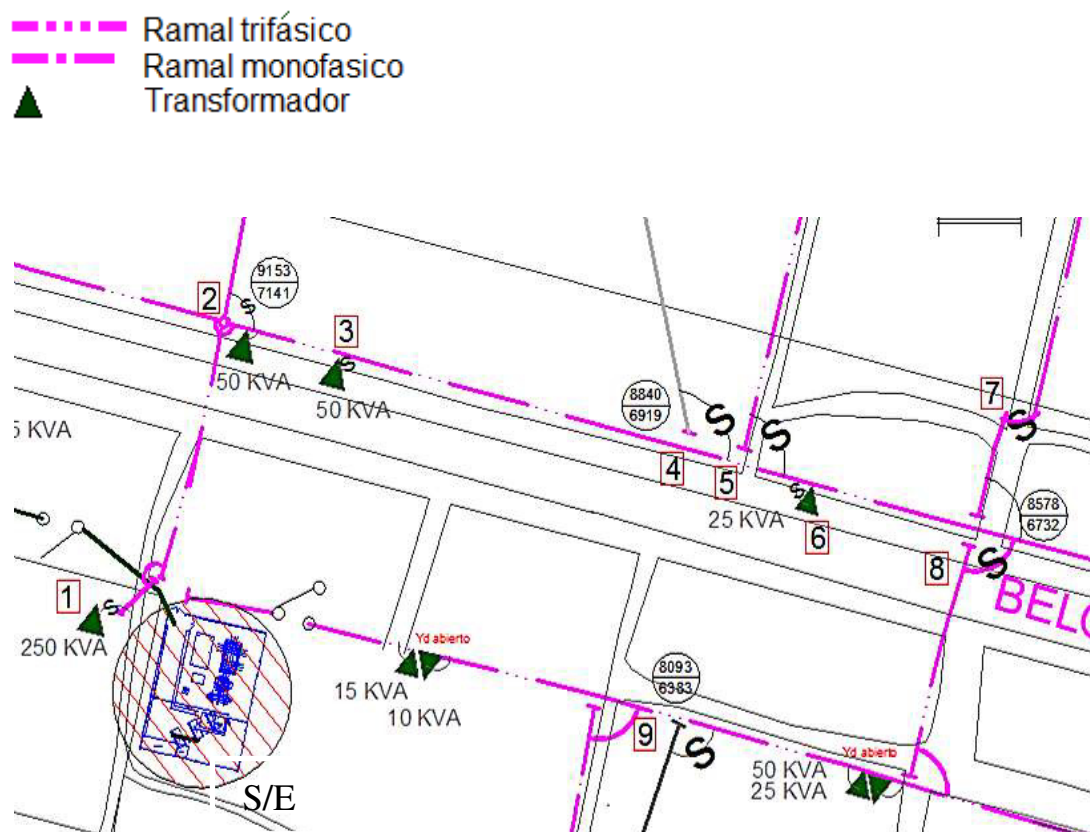 Ramal trifásico
Ramal monofasico
Transformador
9153
7141
2
S
3
S
50 KVA
50 KVA
5 KVA
8840
6919
S
S
4
5
7
S
S
25 KVA
6
8578
6732
8
S
BELO
1
S
250 KVA
Yd abierto
15 KVA
10 KVA
8093
6383
9
S
Yd abierto
50 KVA
25 KVA
S/E